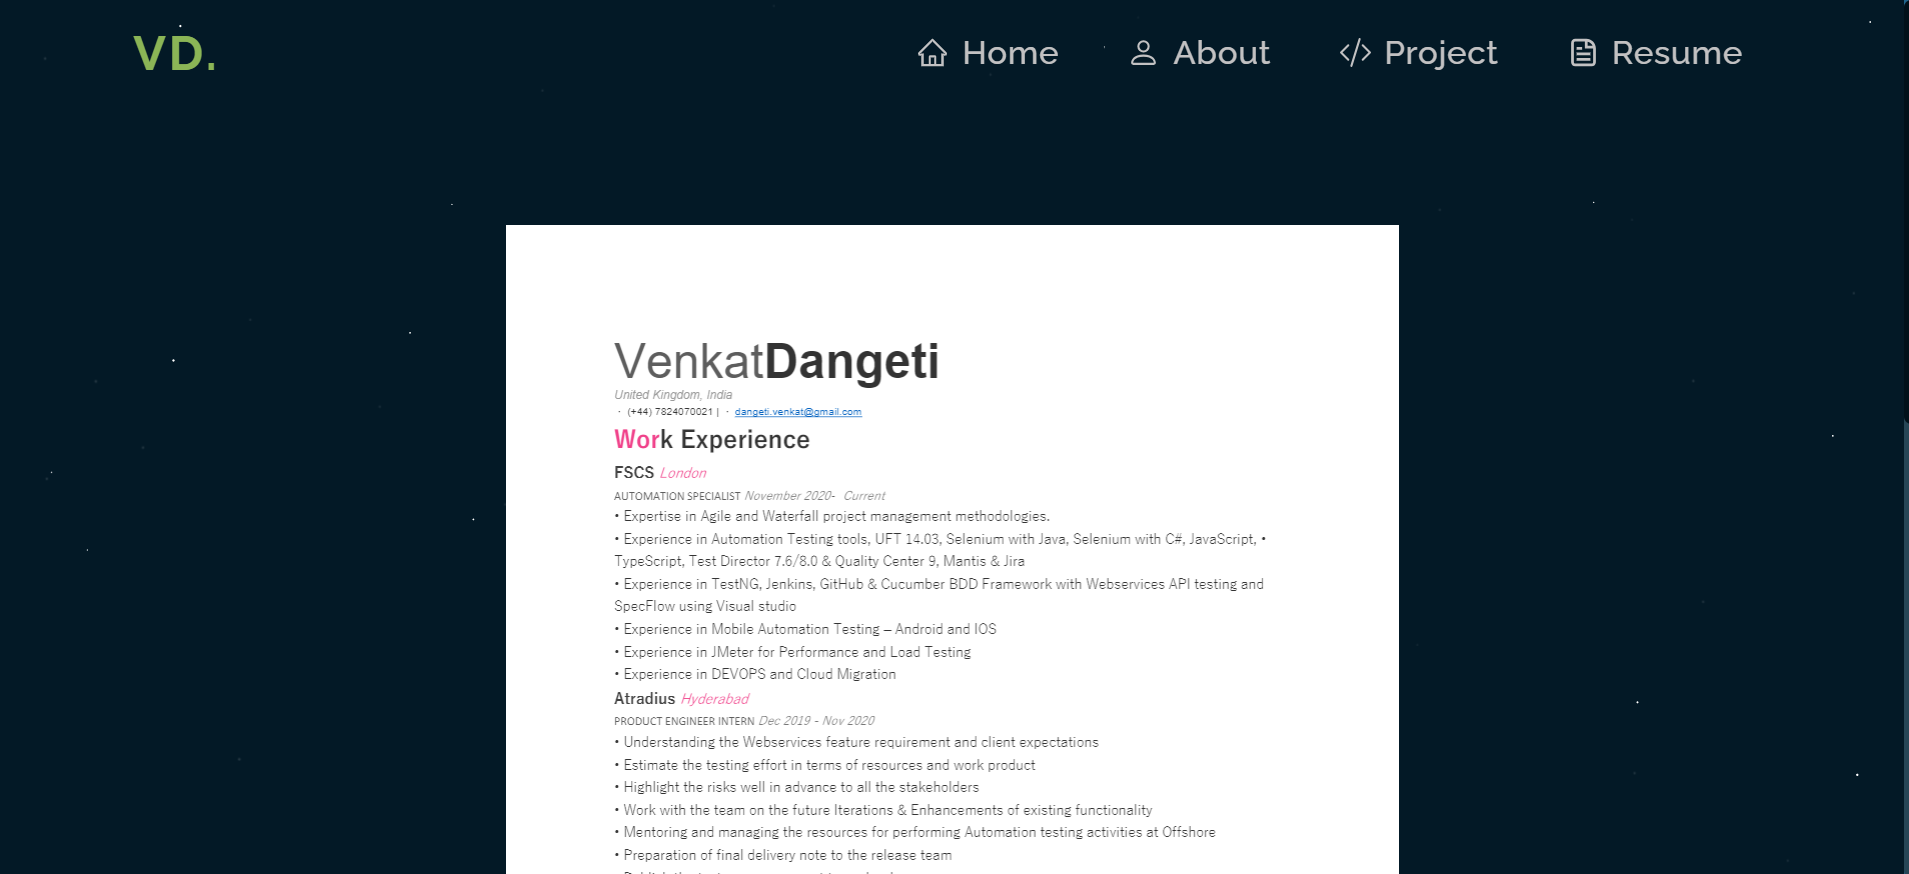 VD.
Home About Project Resume
VenkatDangeti
United Kingdom, India
· (+44) 7824070021 | · dangeti.venkat@gmail.com
Work Experience
FSCS London
AUTOMATION SPECIALIST November 2020- Current
• Expertise in Agile and Waterfall project management methodologies.
• Experience in Automation Testing tools, UFT 14.03, Selenium with Java, Selenium with C#, JavaScript, •
TypeScript, Test Director 7.6/8.0 & Quality Center 9, Mantis & Jira
• Experience in TestNG, Jenkins, GitHub & Cucumber BDD Framework with Webservices API testing and
SpecFlow using Visual studio
• Experience in Mobile Automation Testing – Android and IOS
• Experience in JMeter for Performance and Load Testing
• Experience in DEVOPS and Cloud Migration
Atradius Hyderabad
PRODUCT ENGINEER INTERN Dec 2019 - Nov 2020
• Understanding the Webservices feature requirement and client expectations
• Estimate the testing effort in terms of resources and work product
• Highlight the risks well in advance to all the stakeholders
• Work with the team on the future Iterations & Enhancements of existing functionality
• Mentoring and managing the resources for performing Automation testing activities at Offshore
• Preparation of final delivery note to the release team